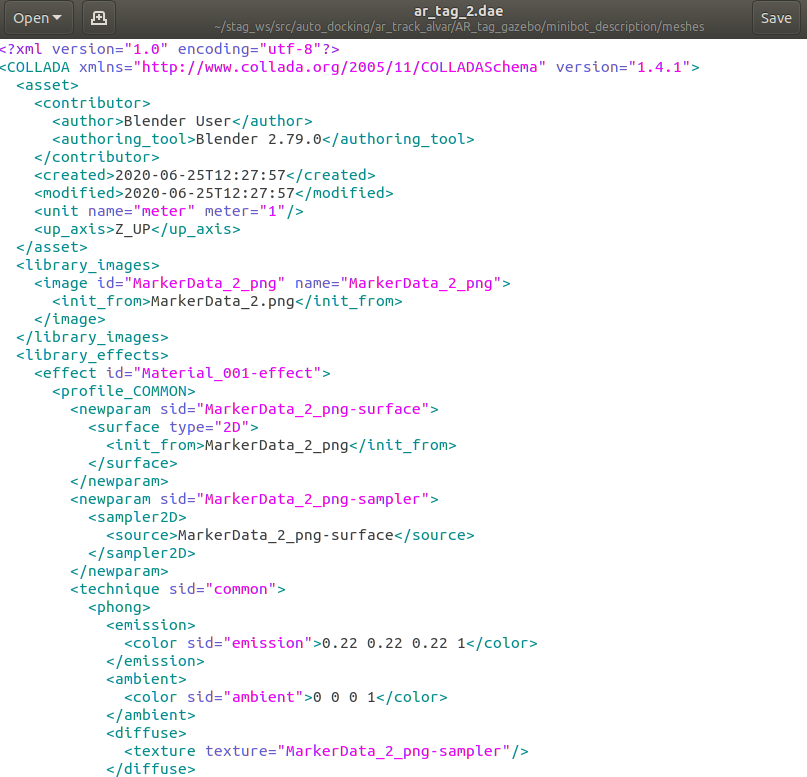 Open
ar_tag_2.dae
~/stag_ws/src/auto_docking/ar_track_alvar/AR_tag_gazebo/minibot_description/meshes
Save
<?xml version="1.0" encoding="utf-8"?>
<COLLADA xmlns="http://www.collada.org/2005/11/COLLADASchema" version="1.4.1">
  <asset>
    <contributor>
      <author>Blender User</author>
      <authoring_tool>Blender 2.79.0</authoring_tool>
    </contributor>
    <created>2020-06-25T12:27:57</created>
    <modified>2020-06-25T12:27:57</modified>
    <unit name="meter" meter="1"/>
    <up_axis>Z_UP</up_axis>
  </asset>
  <library_images>
    <image id="MarkerData_2_png" name="MarkerData_2_png">
      <init_from>MarkerData_2.png</init_from>
    </image>
  </library_images>
  <library_effects>
    <effect id="Material_001-effect">
      <profile_COMMON>
        <newparam sid="MarkerData_2_png-surface">
          <surface type="2D">
            <init_from>MarkerData_2_png</init_from>
          </surface>
        </newparam>
        <newparam sid="MarkerData_2_png-sampler">
          <sampler2D>
            <source>MarkerData_2_png-surface</source>
          </sampler2D>
        </newparam>
        <technique sid="common">
          <phong>
            <emission>
              <color sid="emission">0.22 0.22 0.22 1</color>
            </emission>
            <ambient>
              <color sid="ambient">0 0 0 1</color>
            </ambient>
            <diffuse>
              <texture texture="MarkerData_2_png-sampler"/>
            </diffuse>